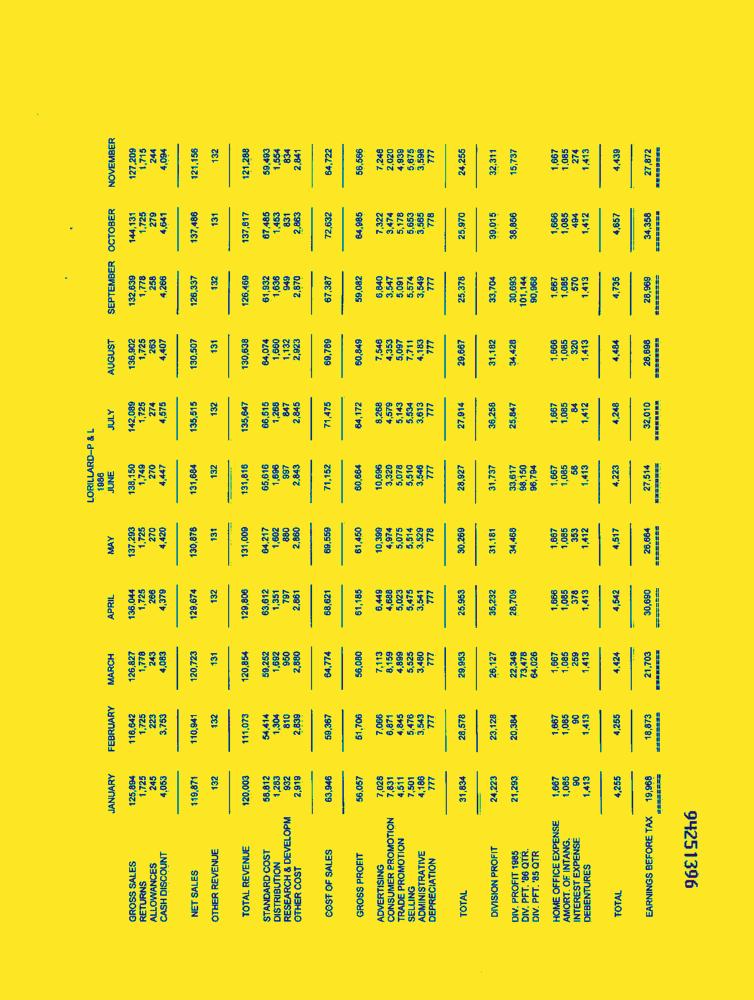 LORILLARD--P & L
1986
JANUARY FEBRUARY MARCH APRIL MAY JUNE JULY AUGUST SEPTEMBER OCTOBER NOVEMBER
GROSS SALES 125,894 116,642 126,827 136,044 137,293 138,150 142,089 136,902 132,639 144,131 127,209
RETURNS 1,725 1,725 1,778 1,725 1,725 1,749 1,725 1,725 1,778 1,725 1,715
ALLOWANCES 245 223 243 266 270 270 274 263 258 279 244
CASH DISCOUNT 4,053 3,753 4,083 4,379 4,420 4,447 4,575 4,407 4,266 4,641 4,094
NET SALES 119,871 110,941 120,723 129,674 130,878 131,684 135,515 130,507 126,337 137,486 121,156
OTHER REVENUE 132 132 131 132 131 132 132 131 132 131 132
TOTAL REVENUE 120,003 111,073 120,854 129,806 131,009 131,816 135,647 130,638 126,469 137,617 121,288
STANDARD COST 58,812 54,414 59,252 63,612 64,217 65,616 66,515 64,074 61,932 67,485 59,493
DISTRIBUTION 1,283 1,304 1,692 1,351 1,602 1,696 1,268 1,660 1,636 1,453 1,554
RESEARCH & DEVELOPM 932 810 950 797 880 997 847 1,132 949 831 834
OTHER COST 2,919 2,839 2,880 2,861 2,860 2,843 2,845 2,923 2,870 2,863 2,841
COST OF SALES 63,946 59,367 64,774 68,621 69,559 71,152 71,475 69,789 67,387 72,632 64,722
GROSS PROFIT 56,057 51,706 56,080 61,185 61,450 60,664 64,172 60,849 59,082 64,985 56,566
ADVERTISING 7,028 7,066 7,113 6,449 10,399 10,696 8,268 7,546 6,840 7,322 7,246
CONSUMER PROMOTION 7,831 6,871 8,159 4,688 4,974 3,320 4,579 4,353 3,547 3,474 2,020
TRADE PROMOTION 4,511 4,845 4,899 5,023 5,075 5,078 5,143 5,097 5,091 5,178 4,939
SELLING 7,501 5,476 5,525 5,475 5,514 5,510 5,534 7,711 5,574 5,653 5,675
ADMINISTRATIVE 4,186 3,543 3,480 3,541 3,529 3,546 3,613 4,183 3,549 3,565 3,598
DEPRECIATION 777 777 777 777 778 777 777 777 777 778 777
TOTAL 31,834 28,578 29,953 25,953 30,269 28,927 27,914 29,667 25,378 25,970 24,255
DIVISION PROFIT 24,223 23,128 26,127 35,232 31,181 31,737 36,258 31,182 33,704 39,015 32,311
DIV. PROFIT 1985 21,293 20,384 22,349 28,709 34,468 33,617 25,847 34,428 30,693 38,856 15,737
DIV. PFT. '86 QTR. 73,478 98,150 101,144
DIV. PFT. '85 QTR 64,026 96,794 90,968
HOME OFFICE EXPENSE 1,667 1,667 1,667 1,666 1,667 1,667 1,667 1,666 1,667 1,666 1,667
AMORT. OF INTANG. 1,085 1,085 1,085 1,085 1,085 1,085 1,085 1,085 1,085 1,085 1,085
INTEREST EXPENSE 90 90 259 378 353 58 84 320 570 494 274
DEBENTURES 1,413 1,413 1,413 1,413 1,412 1,413 1,412 1,413 1,413 1,412 1,413
TOTAL 4,255 4,255 4,424 4,542 4,517 4,223 4,248 4,484 4,735 4,657 4,439
EARNINGS BEFORE TAX 19,968 18,873 21,703 30,690 26,664 27,514 32,010 26,698 28,969 34,358 27,872
94251396